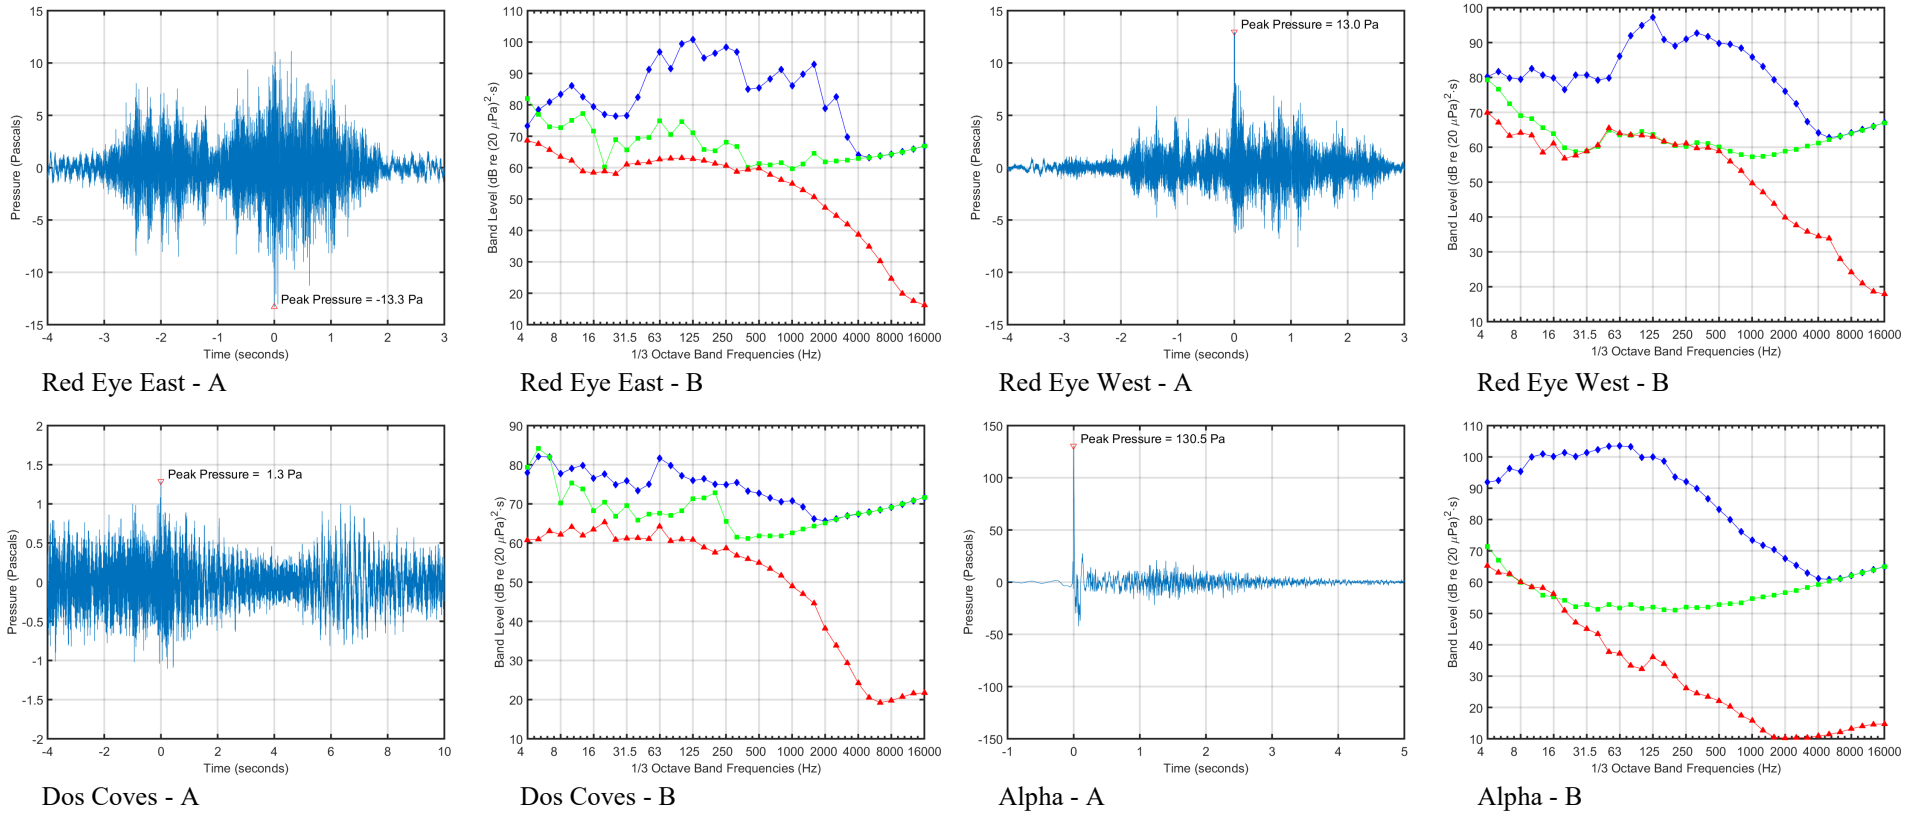 Pressure (Pascals)
15
10
5
0
-5
-10
-15
Peak Pressure = -13.3 Pa
-4 -3 -2 -1 0 1 2 3
Time (seconds)
Red Eye East - A
Band Level (dB re (20 μPa)²·s)
110
100
90
80
70
60
50
40
30
20
10
4 8 16 31.5 63 125 250 500 1000 2000 4000 8000 16000
1/3 Octave Band Frequencies (Hz)
Red Eye East - B
Pressure (Pascals)
15
10
5
0
-5
-10
-15
Peak Pressure = 13.0 Pa
-4 -3 -2 -1 0 1 2 3
Time (seconds)
Red Eye West - A
Band Level (dB re (20 μPa)²·s)
100
90
80
70
60
50
40
30
20
10
4 8 16 31.5 63 125 250 500 1000 2000 4000 8000 16000
1/3 Octave Band Frequencies (Hz)
Red Eye West - B
Pressure (Pascals)
2
1.5
1
0.5
0
-0.5
-1
-1.5
-2
Peak Pressure = 1.3 Pa
-4 -2 0 2 4 6 8 10
Time (seconds)
Dos Coves - A
Band Level (dB re (20 μPa)²·s)
90
80
70
60
50
40
30
20
10
4 8 16 31.5 63 125 250 500 1000 2000 4000 8000 16000
1/3 Octave Band Frequencies (Hz)
Dos Coves - B
Pressure (Pascals)
150
100
50
0
-50
-100
-150
Peak Pressure = 130.5 Pa
-1 0 1 2 3 4 5
Time (seconds)
Alpha - A
Band Level (dB re (20 μPa)²·s)
110
100
90
80
70
60
50
40
30
20
10
4 8 16 31.5 63 125 250 500 1000 2000 4000 8000 16000
1/3 Octave Band Frequencies (Hz)
Alpha - B